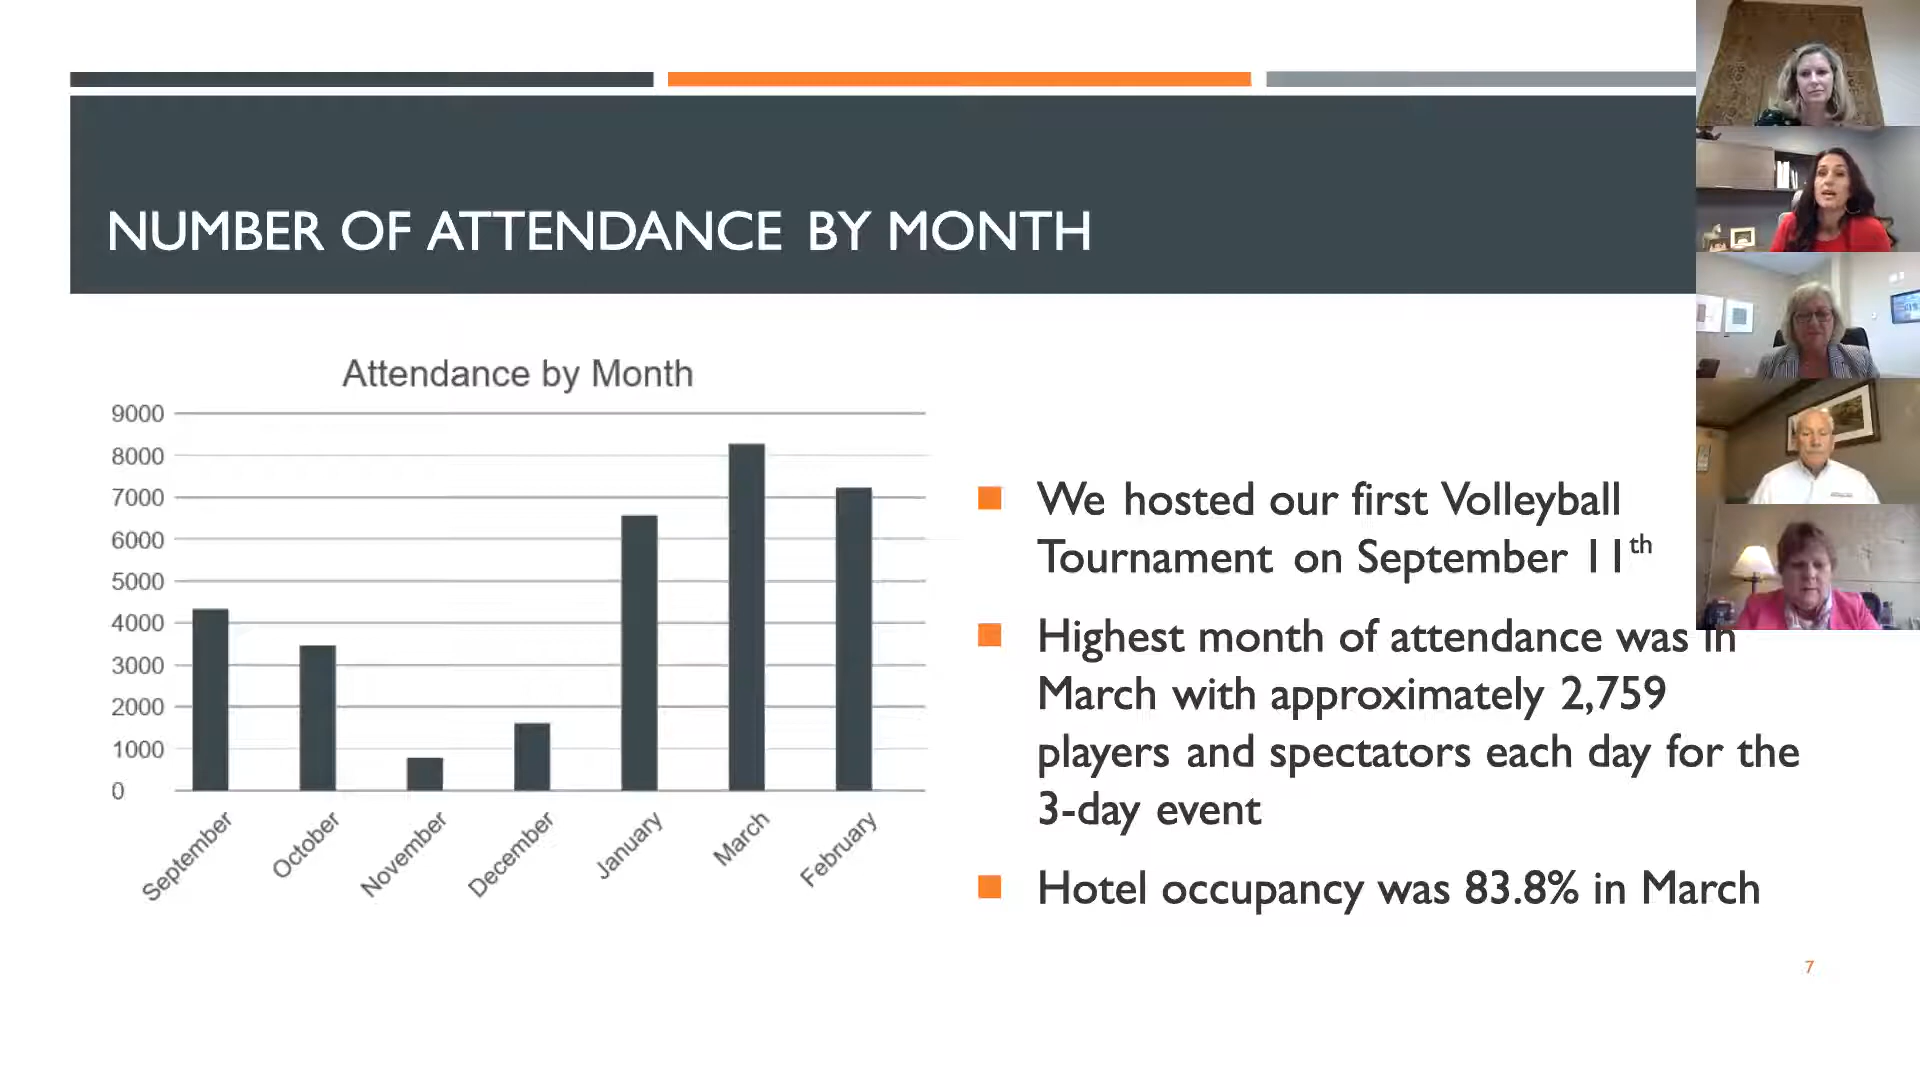 NUMBER OF ATTENDANCE BY MONTH
Attendance by Month
9000
8000
7000
6000
5000
4000
3000
2000
1000
0
September
October
November
December
January
March
February
We hosted our first Volleyball
Tournament on September 11th
Highest month of attendance was in
March with approximately 2,759
players and spectators each day for the
3-day event
Hotel occupancy was 83.8% in March
7